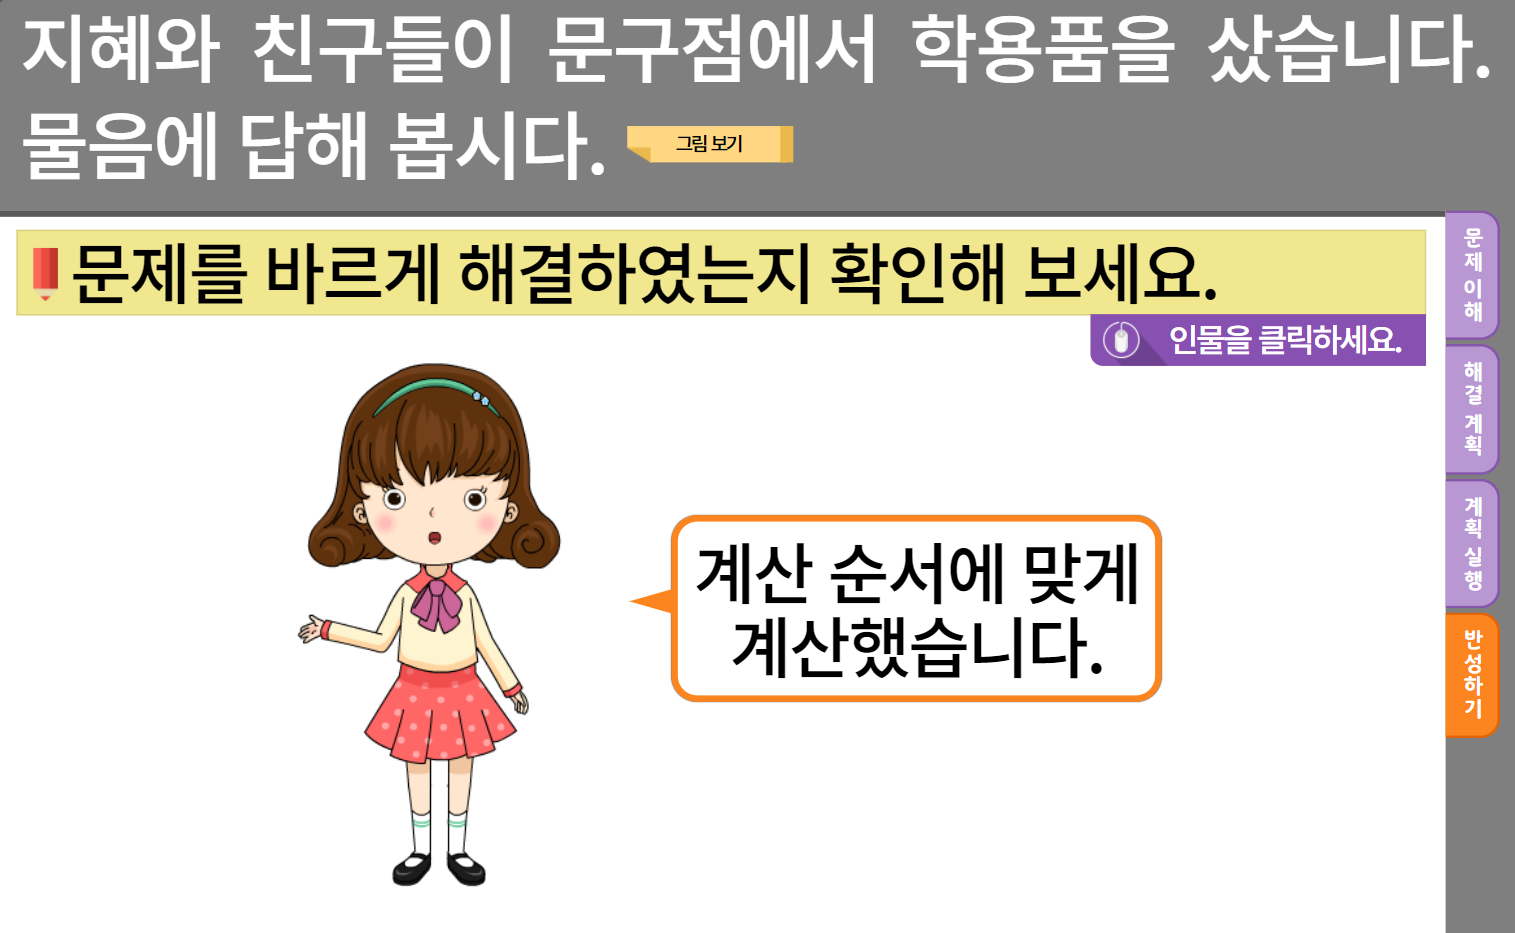 지혜와 친구들이 문구점에서 학용품을 샀습니다.
물음에 답해 봅시다.
그림 보기
문제를 바르게 해결하였는지 확인해 보세요.
인물을 클릭하세요.
계산 순서에 맞게
계산했습니다.
문제 이해
해결 계획
계획 실행
반성하기